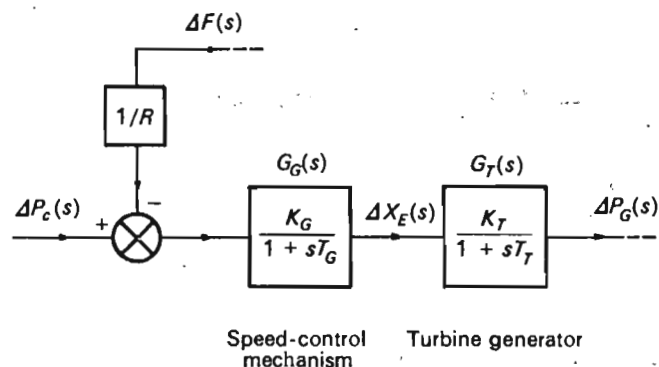 ΔF(s)
1/R
G_G(s)
G_T(s)
ΔP_c(s)
+
−
K_G
1 + sT_G
ΔX_E(s)
K_T
1 + sT_T
ΔP_G(s)
Speed-control
mechanism
Turbine generator